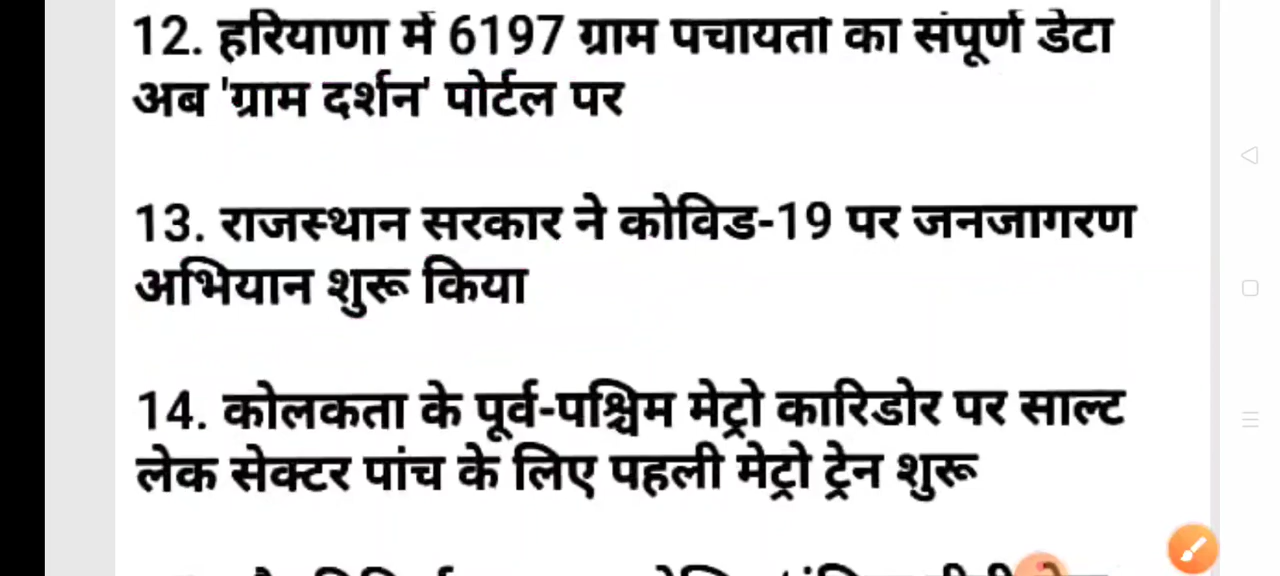 12. हरियाणा में 6197 ग्राम पंचायतों का संपूर्ण डेटा
अब 'ग्राम दर्शन' पोर्टल पर
13. राजस्थान सरकार ने कोविड-19 पर जनजागरण
अभियान शुरू किया
14. कोलकता के पूर्व-पश्चिम मेट्रो कारिडोर पर साल्ट
लेक सेक्टर पांच के लिए पहली मेट्रो ट्रेन शुरू